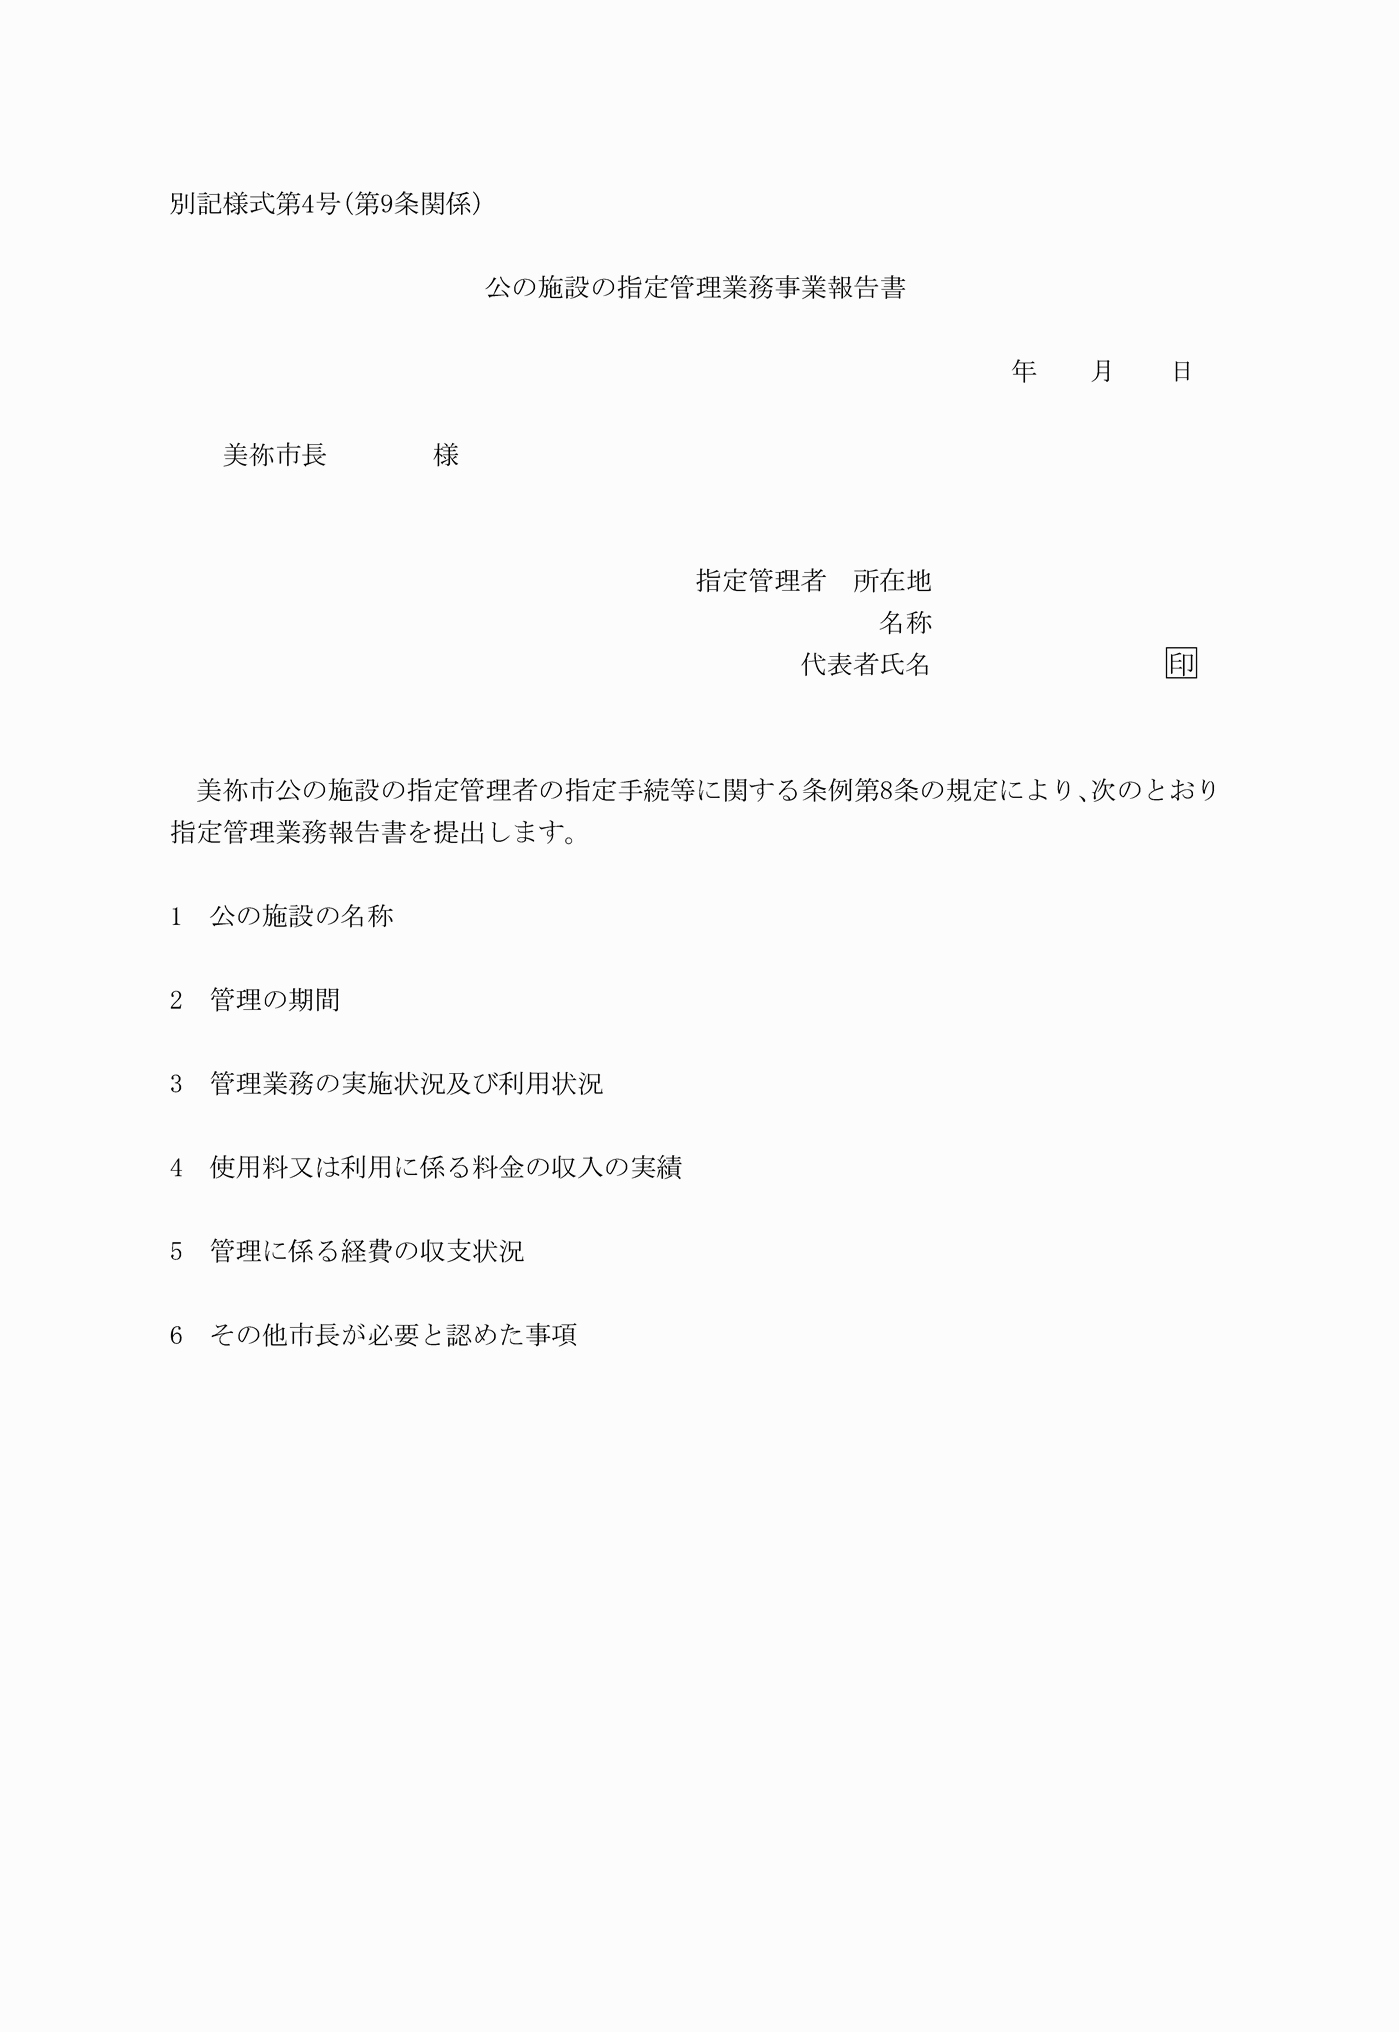 別記様式第4号（第9条関係）
公の施設の指定管理業務事業報告書
年　　月　　日
美祢市長　　　　様
指定管理者　所在地
名称
代表者氏名　　　　　　　　　印
美祢市公の施設の指定管理者の指定手続等に関する条例第8条の規定により、次のとおり
指定管理業務報告書を提出します。
1　公の施設の名称
2　管理の期間
3　管理業務の実施状況及び利用状況
4　使用料又は利用に係る料金の収入の実績
5　管理に係る経費の収支状況
6　その他市長が必要と認めた事項